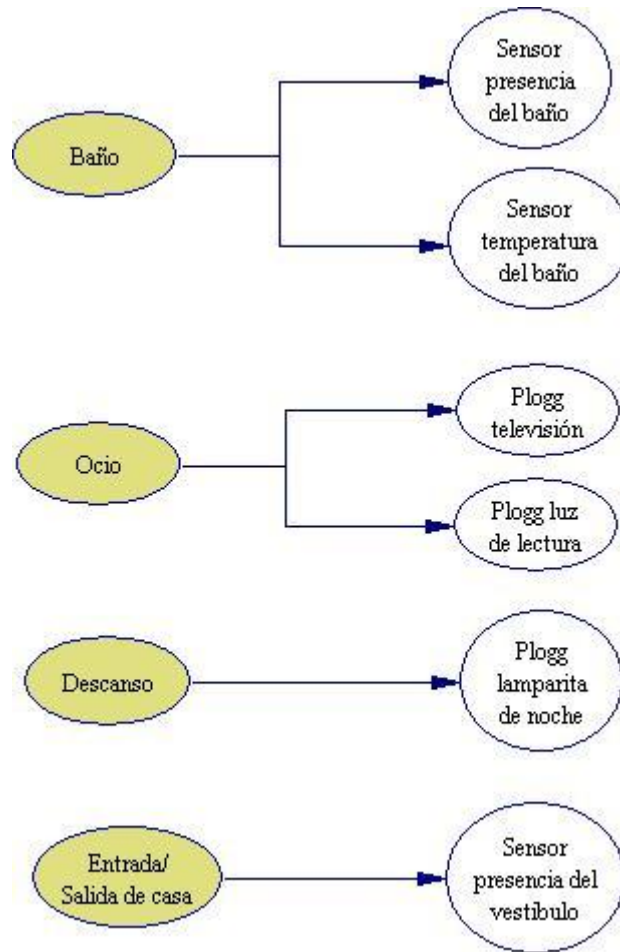 Sensor
presencia
del baño
Baño
Sensor
temperatura
del baño
Plogg
televisión
Ocio
Plogg luz
de lectura
Plogg
lamparita
de noche
Descanso
Entrada/
Salida de casa
Sensor
presencia del
vestíbulo